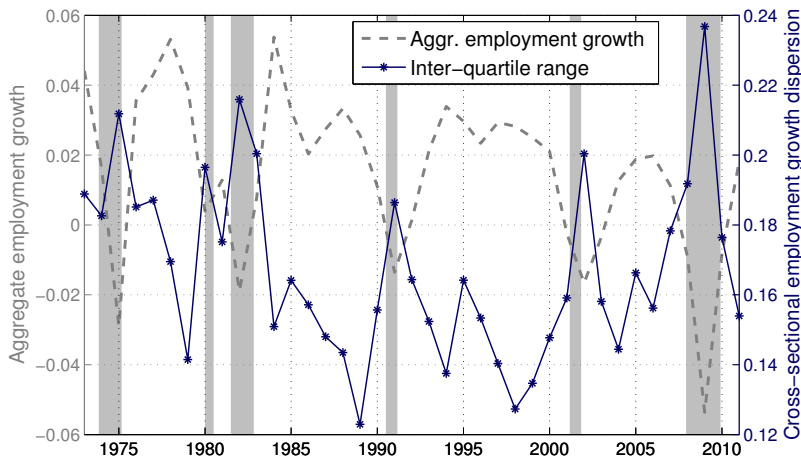 Aggr. employment growth
Inter−quartile range
Aggregate employment growth
0.06
0.04
0.02
0
−0.02
−0.04
−0.06
Cross−sectional employment growth dispersion
0.24
0.22
0.2
0.18
0.16
0.14
0.12
1975 1980 1985 1990 1995 2000 2005 2010